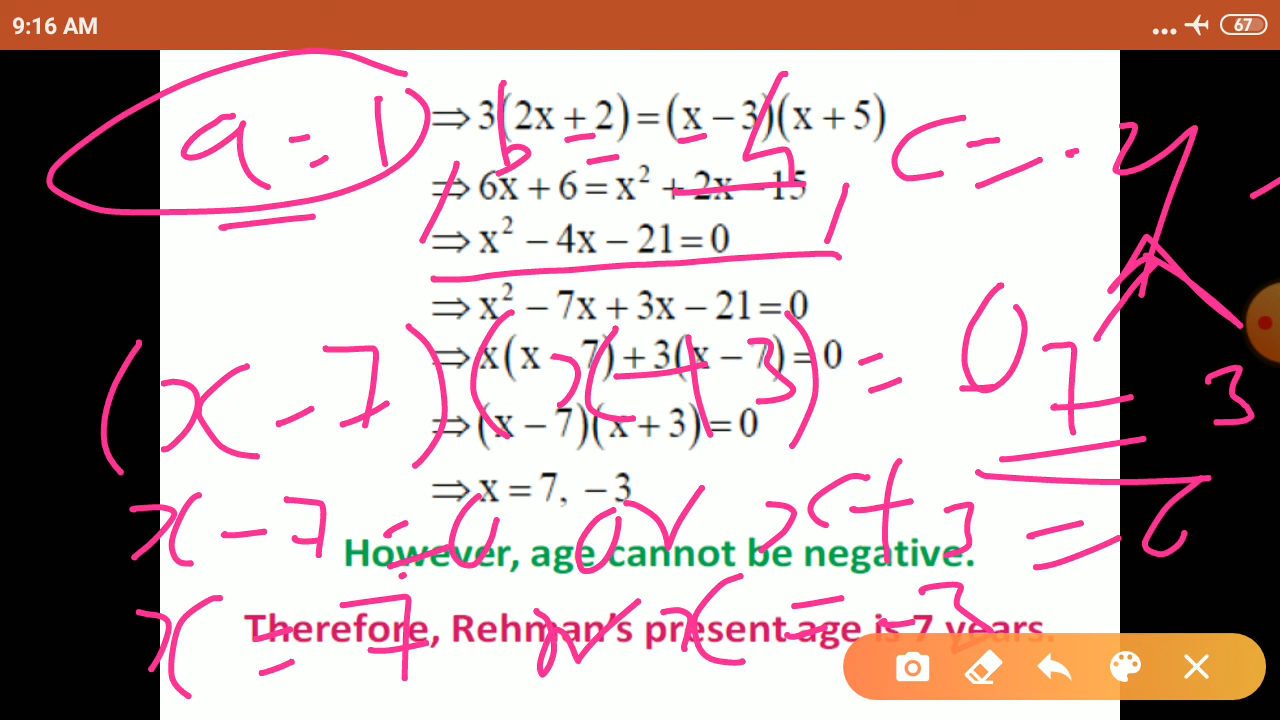 9:16 AM
67
⇒ 3(2x + 2) = (x − 3)(x + 5)
a = 1
b = − 4
c = -21
⇒ 6x + 6 = x² + 2x − 15
⇒ x² − 4x − 21 = 0
⇒ x² − 7x + 3x − 21 = 0
⇒ x(x − 7) + 3(x − 7) = 0
(x − 7)(x + 3) = 0
7 − 3
⇒ (x − 7)(x + 3) = 0
⇒ x = 7, −3
x − 7 = 0 or x + 3 = 0
However, age cannot be negative.
Therefore, Rehman's present age is 7 years.
x = 7 or x = -3